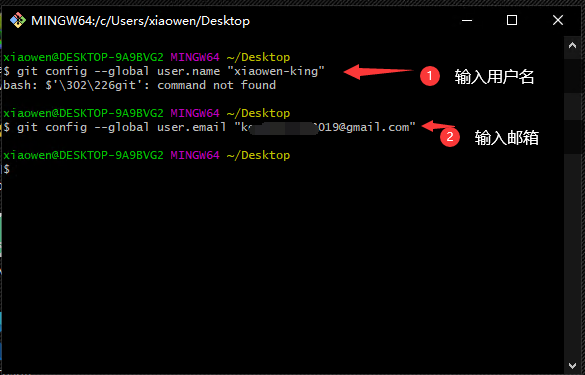 MINGW64:/c/Users/xiaowen/Desktop
xiaowen@DESKTOP-9A9BVG2 MINGW64 ~/Desktop
$ git config --global user.name "xiaowen-king"
1 输入用户名
bash: $'\302\226git': command not found
xiaowen@DESKTOP-9A9BVG2 MINGW64 ~/Desktop
$ git config --global user.email "k 019@gmail.com"
2 输入邮箱
xiaowen@DESKTOP-9A9BVG2 MINGW64 ~/Desktop
$